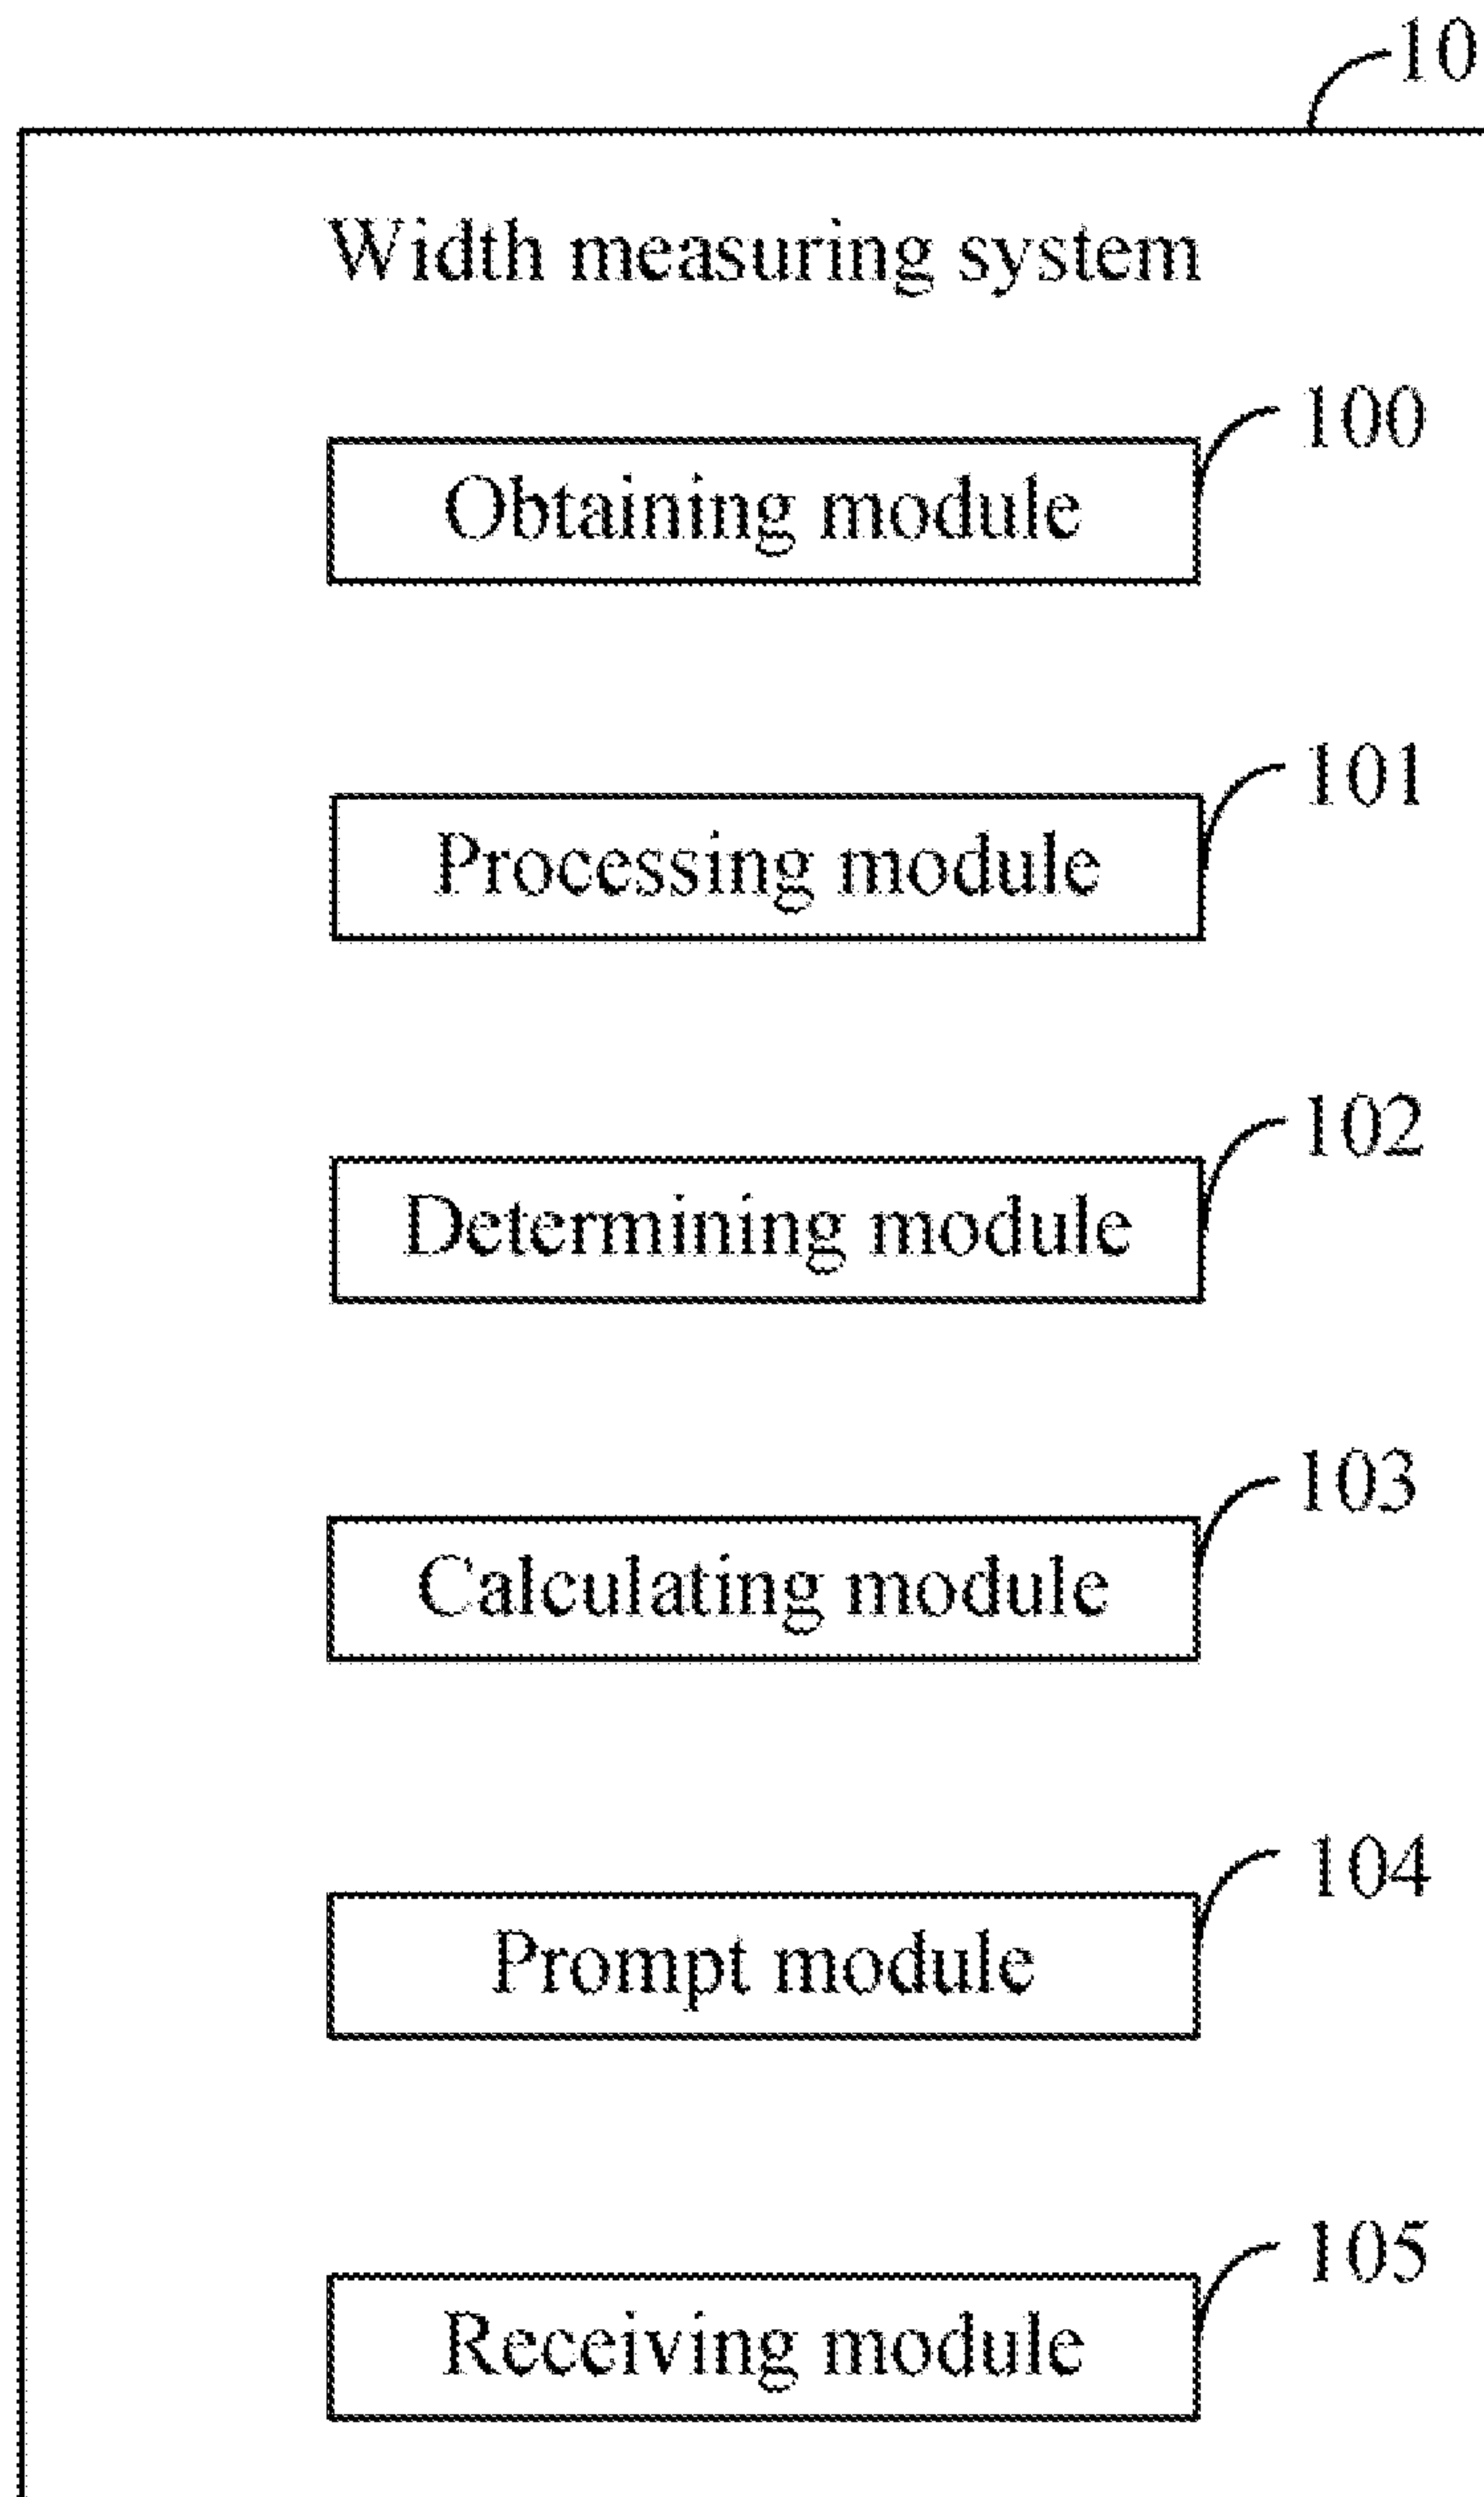 10
Width measuring system
100
Obtaining module
101
Processing module
102
Determining module
103
Calculating module
104
Prompt module
105
Receiving module